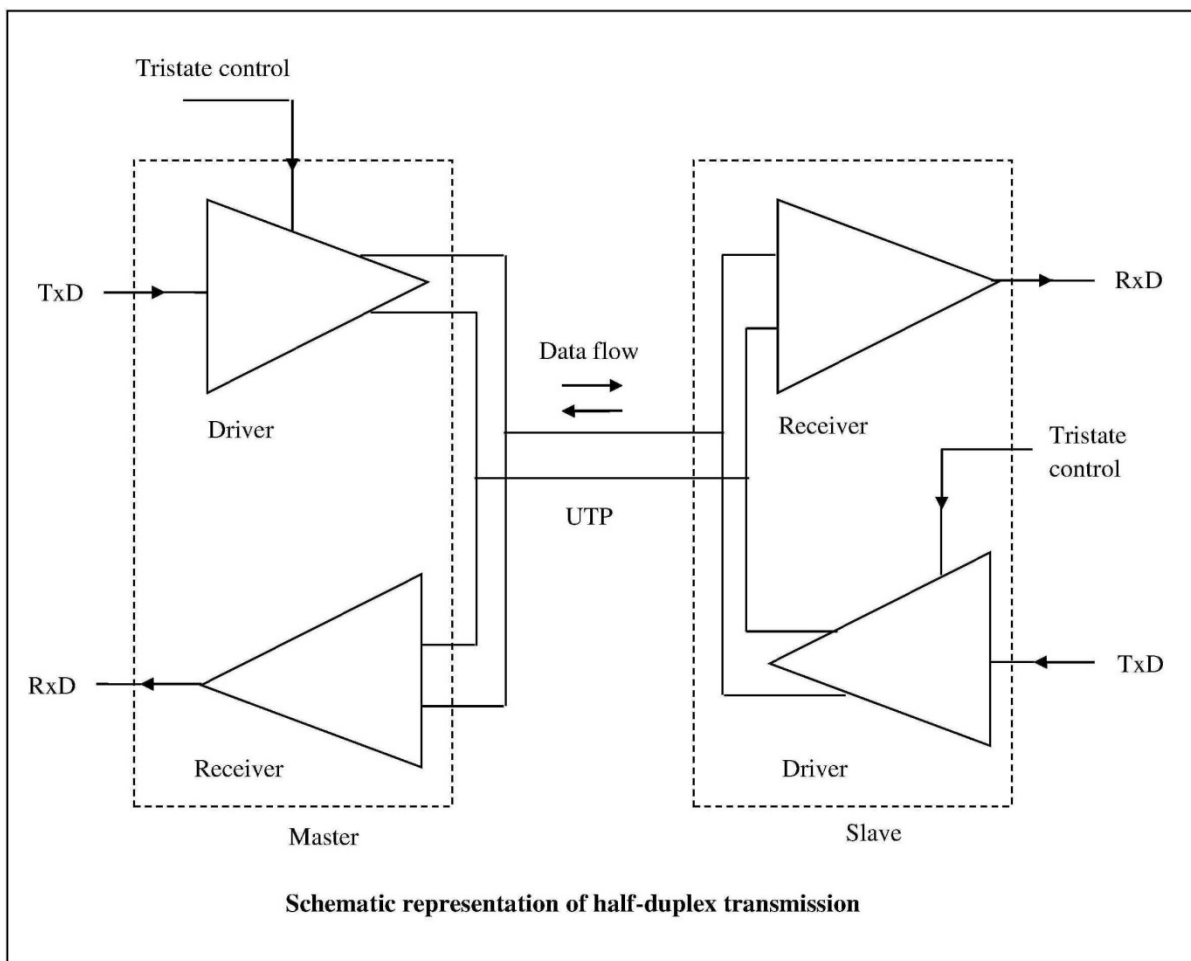 Tristate control
TxD
RxD
Data flow
Driver
Receiver
Tristate
control
UTP
RxD
TxD
Receiver
Driver
Master
Slave
Schematic representation of half-duplex transmission